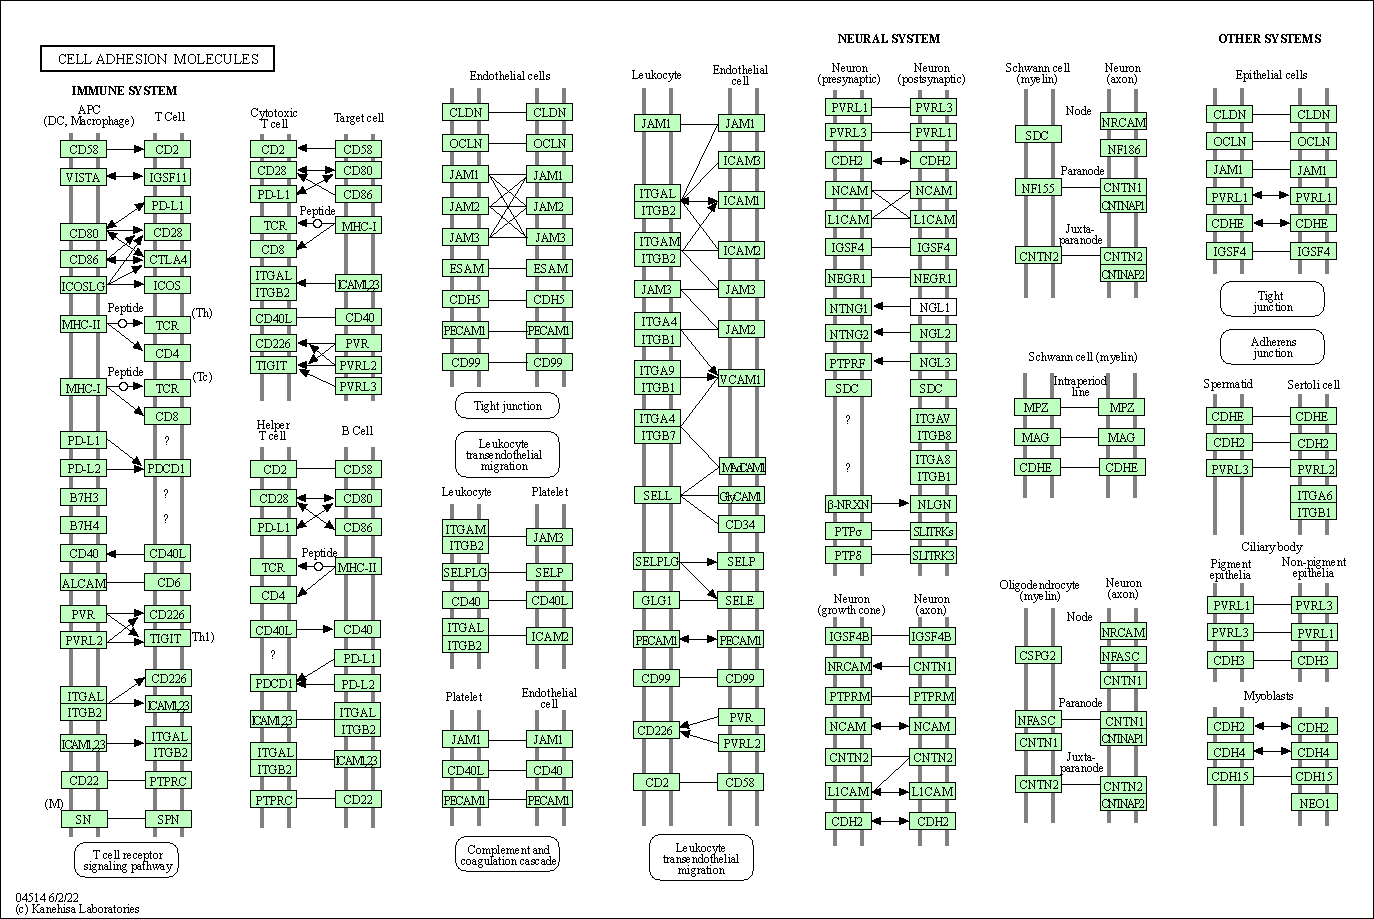 CELL ADHESION MOLECULES
IMMUNE SYSTEM
APC
(DC, Macrophage)
T Cell
CD58
CD2
VISTA
IGSF11
PD-L1
CD80
CD28
CD86
CTLA4
ICOSLG
ICOS
Peptide
(Th)
MHC-II
TCR
CD4
Peptide
(Tc)
MHC-I
TCR
CD8
PD-L1
?
PD-L2
PDCD1
B7H3
?
B7H4
?
CD40
CD40L
ALCAM
CD6
PVR
CD226
PVRL2
TIGIT
Th1)
CD226
ITGAL
ITGB2
ICAM1,2,3
ICAM1,2,3
ITGAL
ITGB2
CD22
PTPRC
(M)
SN
SPN
T cell receptor
signaling pathway
04514 6/2/22
(c) Kanehisa Laboratories
Cytotoxic
T cell
Target cell
CD2
CD58
CD28
CD80
PD-L1
CD86
Peptide
TCR
MHC-I
CD8
ITGAL
ITGB2
ICAM1,2,3
CD40L
CD40
CD226
PVR
TIGIT
PVRL2
PVRL3
Helper
T cell
B Cell
CD2
CD58
CD28
CD80
PD-L1
CD86
Peptide
TCR
MHC-II
CD4
CD40L
CD40
?
PD-L1
PDCD1
PD-L2
ICAM1,2,3
ITGAL
ITGB2
ITGAL
ITGB2
ICAM1,2,3
PTPRC
CD22
Endothelial cells
CLDN
CLDN
OCLN
OCLN
JAM1
JAM1
JAM2
JAM2
JAM3
JAM3
ESAM
ESAM
CDH5
CDH5
PECAM1
PECAM1
CD99
CD99
Tight junction
Leukocyte
transendothelial
migration
Leukocyte
Platelet
ITGAM
ITGB2
JAM3
SELPLG
SELP
CD40
CD40L
ITGAL
ITGB2
ICAM2
Platelet
Endothelial
cell
JAM1
JAM1
CD40L
CD40
PECAM1
PECAM1
Complement and
coagulation cascade
Leukocyte
Endothelial
cell
JAM1
JAM1
ICAM3
ITGAL
ITGB2
ICAM1
ITGAM
ITGB2
ICAM2
JAM3
JAM3
ITGA4
ITGB1
JAM2
ITGA9
ITGB1
VCAM1
ITGA4
ITGB7
MAdCAM1
SELL
GlyCAM1
CD34
SELPLG
SELP
GLG1
SELE
PECAM1
PECAM1
CD99
CD99
CD226
PVR
PVRL2
CD2
CD58
Leukocyte
transendothelial
migration
NEURAL SYSTEM
Neuron
(presynaptic)
Neuron
(postsynaptic)
PVRL1
PVRL3
PVRL3
PVRL1
CDH2
CDH2
NCAM
NCAM
L1CAM
L1CAM
IGSF4
IGSF4
NEGR1
NEGR1
NTNG1
NGL1
NTNG2
NGL2
PTPRF
NGL3
SDC
SDC
?
ITGAV
ITGB8
?
ITGA8
ITGB1
β-NRXN
NLGN
PTPσ
SLITRKs
PTPδ
SLITRK3
Neuron
(growth cone)
Neuron
(axon)
IGSF4B
IGSF4B
NRCAM
CNTN1
PTPRM
PTPRM
NCAM
NCAM
CNTN2
CNTN2
L1CAM
L1CAM
CDH2
CDH2
Schwann cell
(myelin)
Neuron
(axon)
Node
SDC
NRCAM
NF186
Paranode
NF155
CNTN1
CNTNAP1
Juxta-
paranode
CNTN2
CNTN2
CNTNAP2
Schwann cell (myelin)
Intraperiod
line
MPZ
MPZ
MAG
MAG
CDHE
CDHE
Oligodendrocyte
(myelin)
Neuron
(axon)
Node
NRCAM
CSPG2
NFASC
CNTN1
Paranode
NFASC
CNTN1
CNTNAP1
CNTN1
Juxta-
paranode
CNTN2
CNTN2
CNTNAP2
OTHER SYSTEMS
Epithelial cells
CLDN
CLDN
OCLN
OCLN
JAM1
JAM1
PVRL1
PVRL1
CDHE
CDHE
IGSF4
IGSF4
Tight
junction
Adherens
junction
Spermatid
Sertoli cell
CDHE
CDHE
CDH2
CDH2
PVRL3
PVRL2
ITGA6
ITGB1
Ciliary body
Pigment
epithelia
Non-pigment
epithelia
PVRL1
PVRL3
PVRL3
PVRL1
CDH3
CDH3
Myoblasts
CDH2
CDH2
CDH4
CDH4
CDH15
CDH15
NEO1